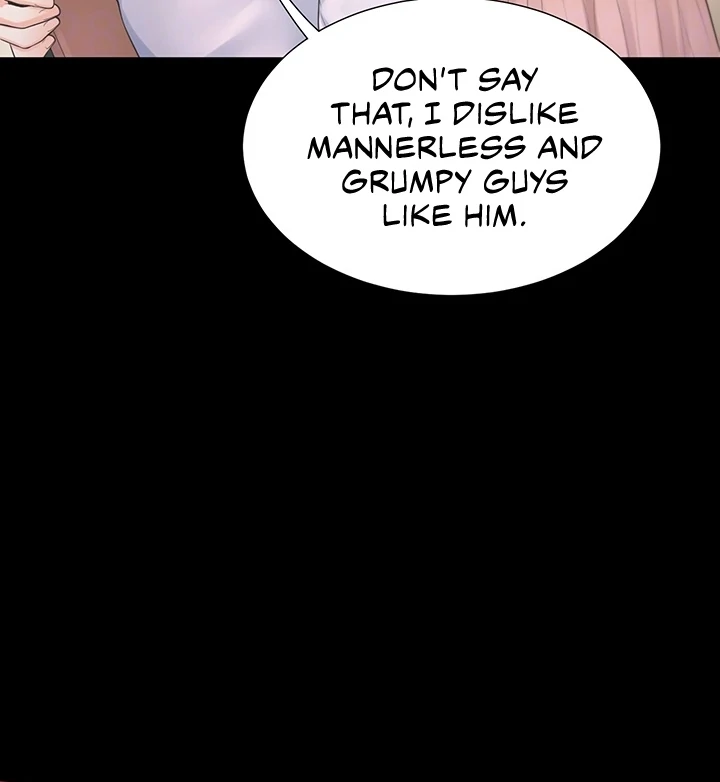 DON'T SAY
THAT, I DISLIKE
MANNERLESS AND
GRUMPY GUYS
LIKE HIM.